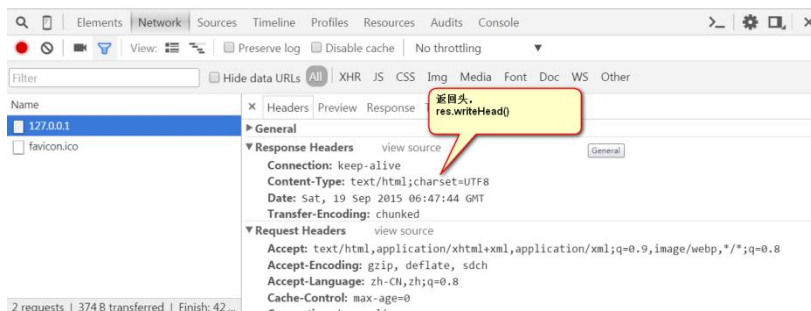 Elements Network Sources Timeline Profiles Resources Audits Console
View: Preserve log Disable cache No throttling
Filter Hide data URLs All XHR JS CSS Img Media Font Doc WS Other
Name
127.0.0.1
favicon.ico
2 requests | 374 B transferred | Finish: 42...
× Headers Preview Response
返回头,
res.writeHead()
General
General
Response Headers view source
Connection: keep-alive
Content-Type: text/html;charset=UTF8
Date: Sat, 19 Sep 2015 06:47:44 GMT
Transfer-Encoding: chunked
Request Headers view source
Accept: text/html,application/xhtml+xml,application/xml;q=0.9,image/webp,*/*;q=0.8
Accept-Encoding: gzip, deflate, sdch
Accept-Language: zh-CN,zh;q=0.8
Cache-Control: max-age=0